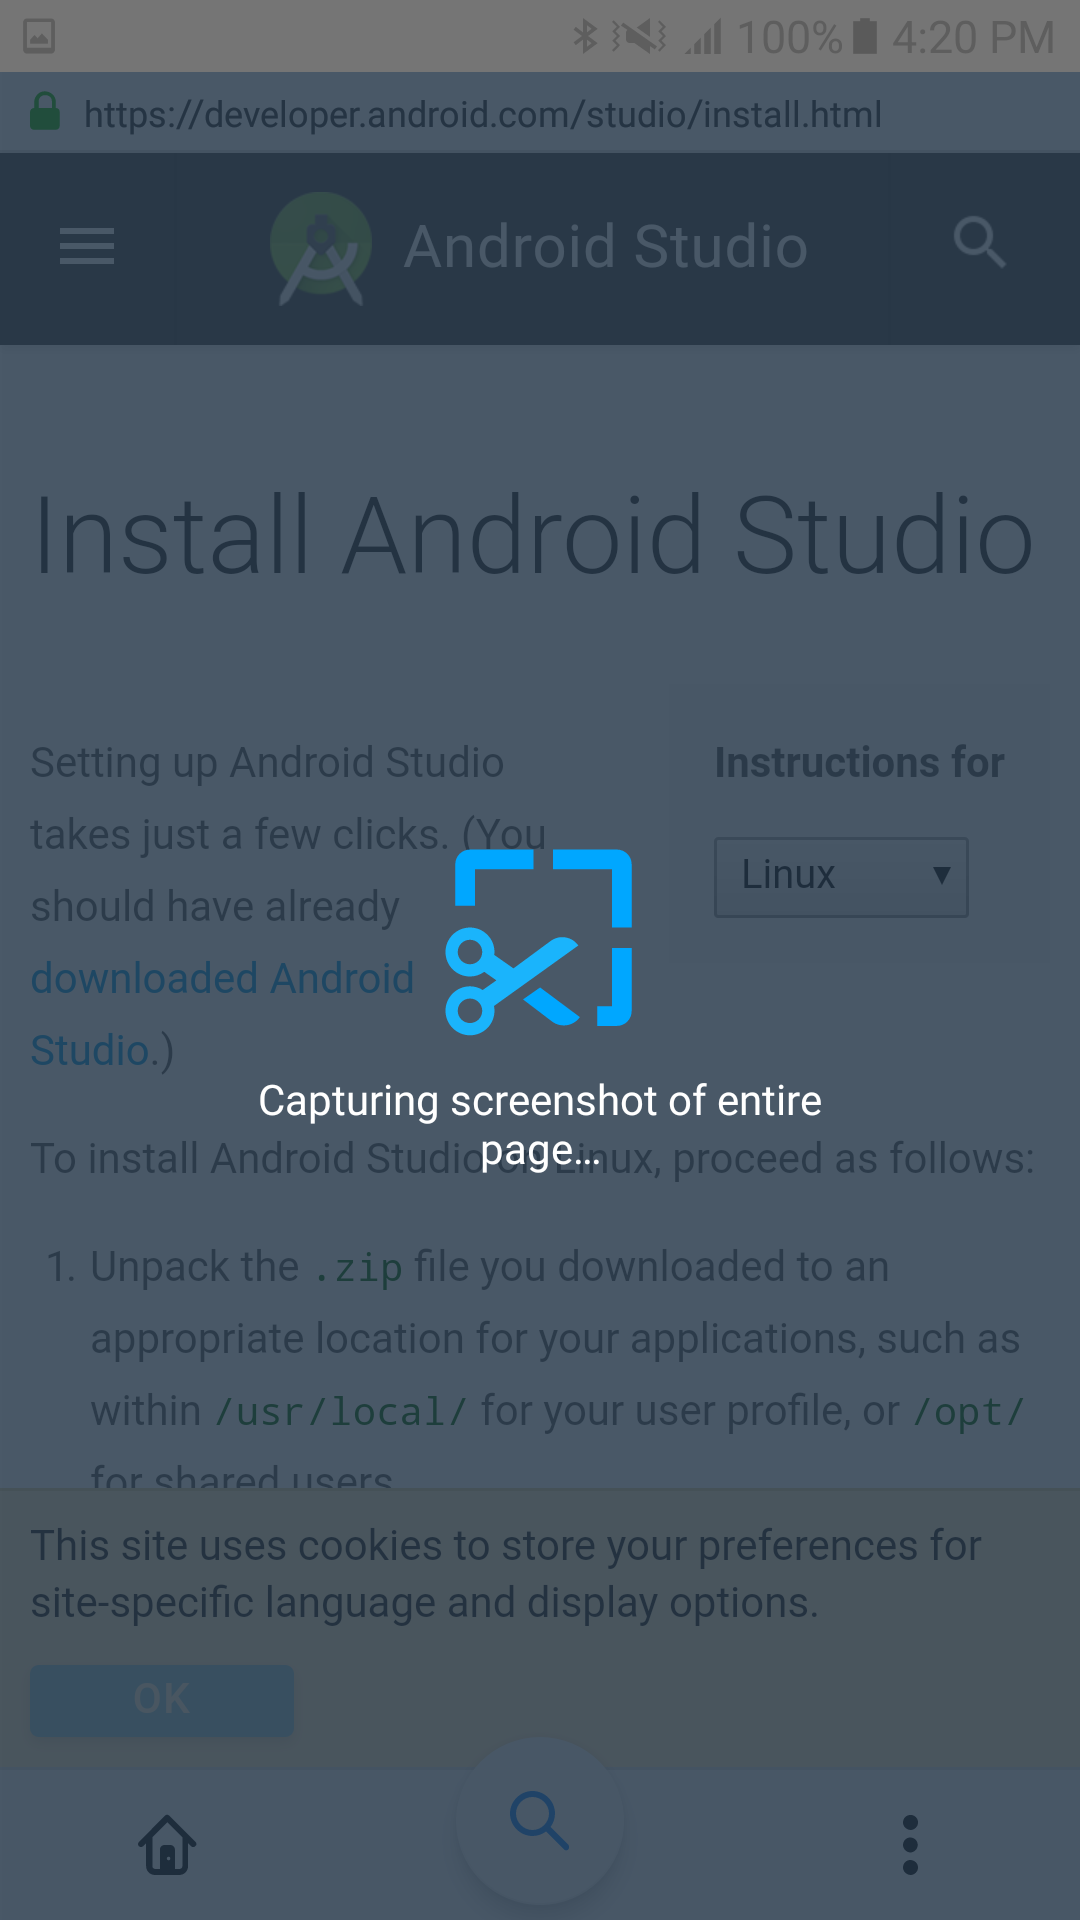 100% 4:20 PM
https://developer.android.com/studio/install.html
Android Studio
Install Android Studio
Setting up Android Studio
takes just a few clicks. (You
should have already
downloaded Android
Studio.)
Instructions for
Linux
Capturing screenshot of entire
page...
To install Android Studio on Linux, proceed as follows:
1. Unpack the .zip file you downloaded to an
appropriate location for your applications, such as
within /usr/local/ for your user profile, or /opt/
for shared users
This site uses cookies to store your preferences for
site-specific language and display options.
OK